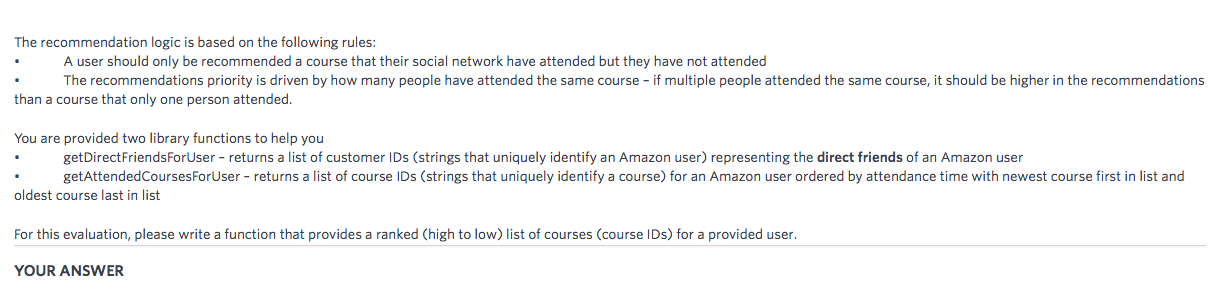 The recommendation logic is based on the following rules:
• A user should only be recommended a course that their social network have attended but they have not attended
• The recommendations priority is driven by how many people have attended the same course – if multiple people attended the same course, it should be higher in the recommendations
than a course that only one person attended.
You are provided two library functions to help you
• getDirectFriendsForUser – returns a list of customer IDs (strings that uniquely identify an Amazon user) representing the direct friends of an Amazon user
• getAttendedCoursesForUser – returns a list of course IDs (strings that uniquely identify a course) for an Amazon user ordered by attendance time with newest course first in list and
oldest course last in list
For this evaluation, please write a function that provides a ranked (high to low) list of courses (course IDs) for a provided user.
YOUR ANSWER